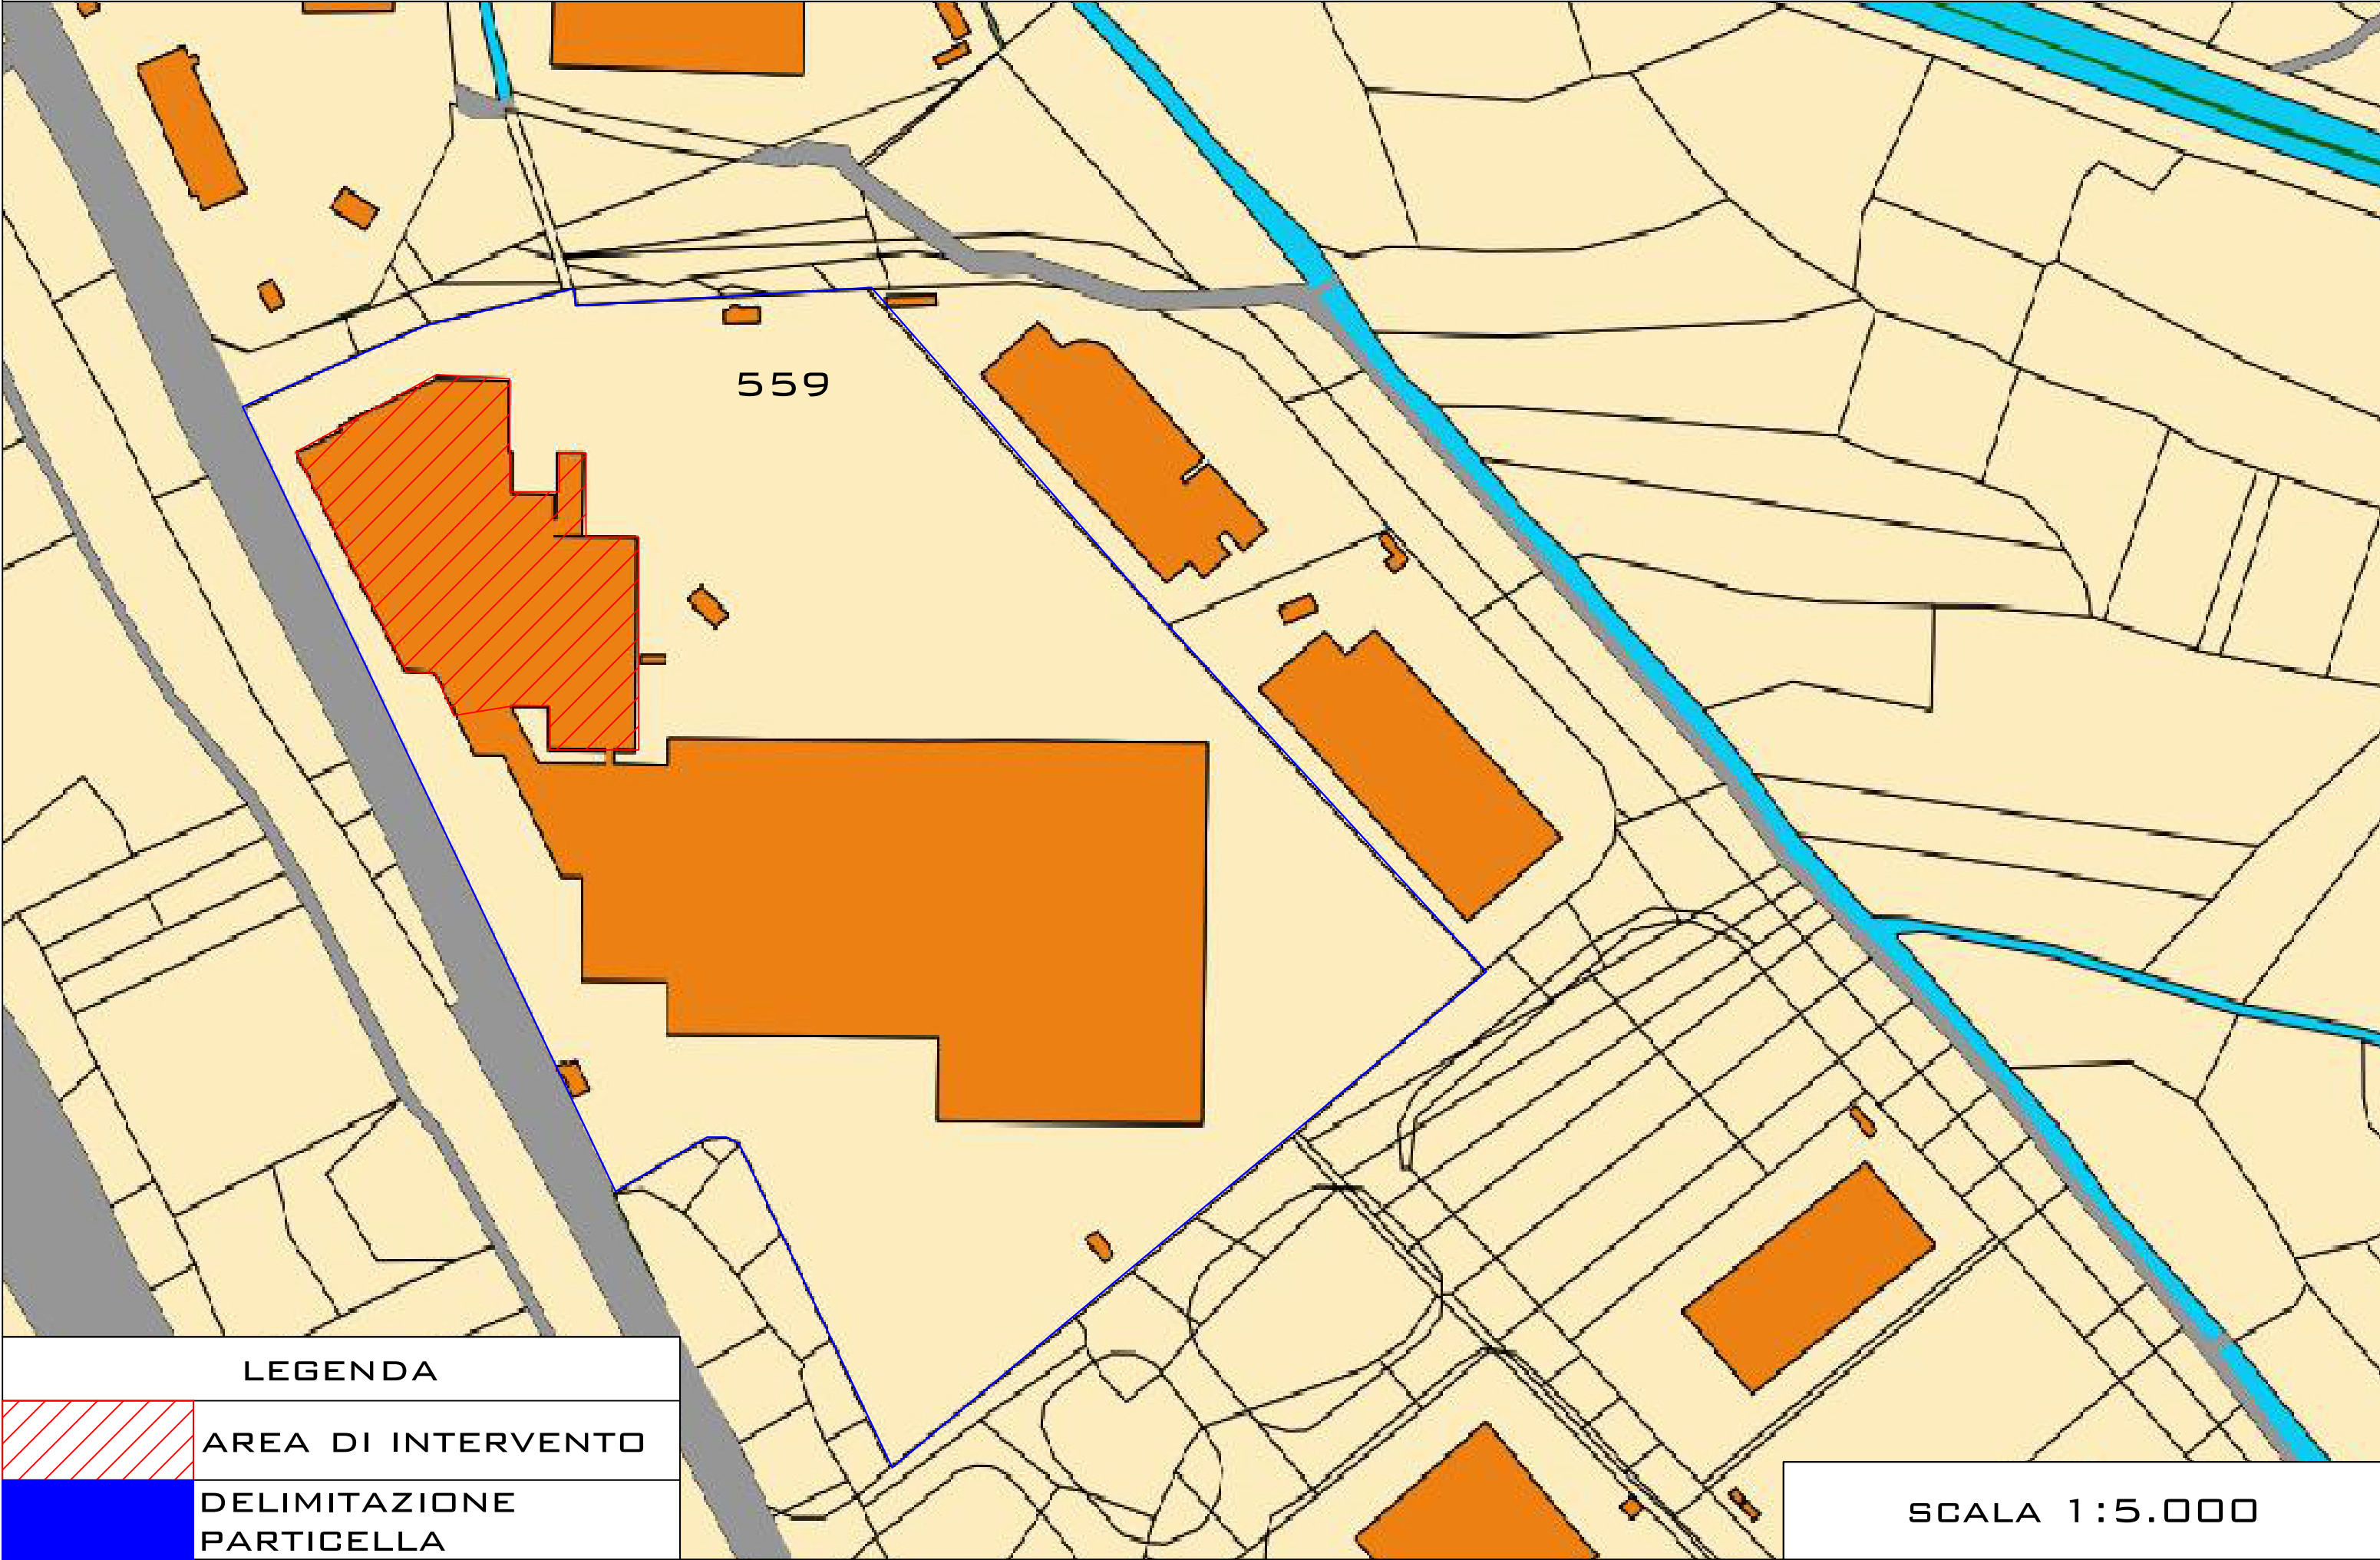 559
LEGENDA
AREA DI INTERVENTO
DELIMITAZIONE
PARTICELLA
SCALA 1:5.000